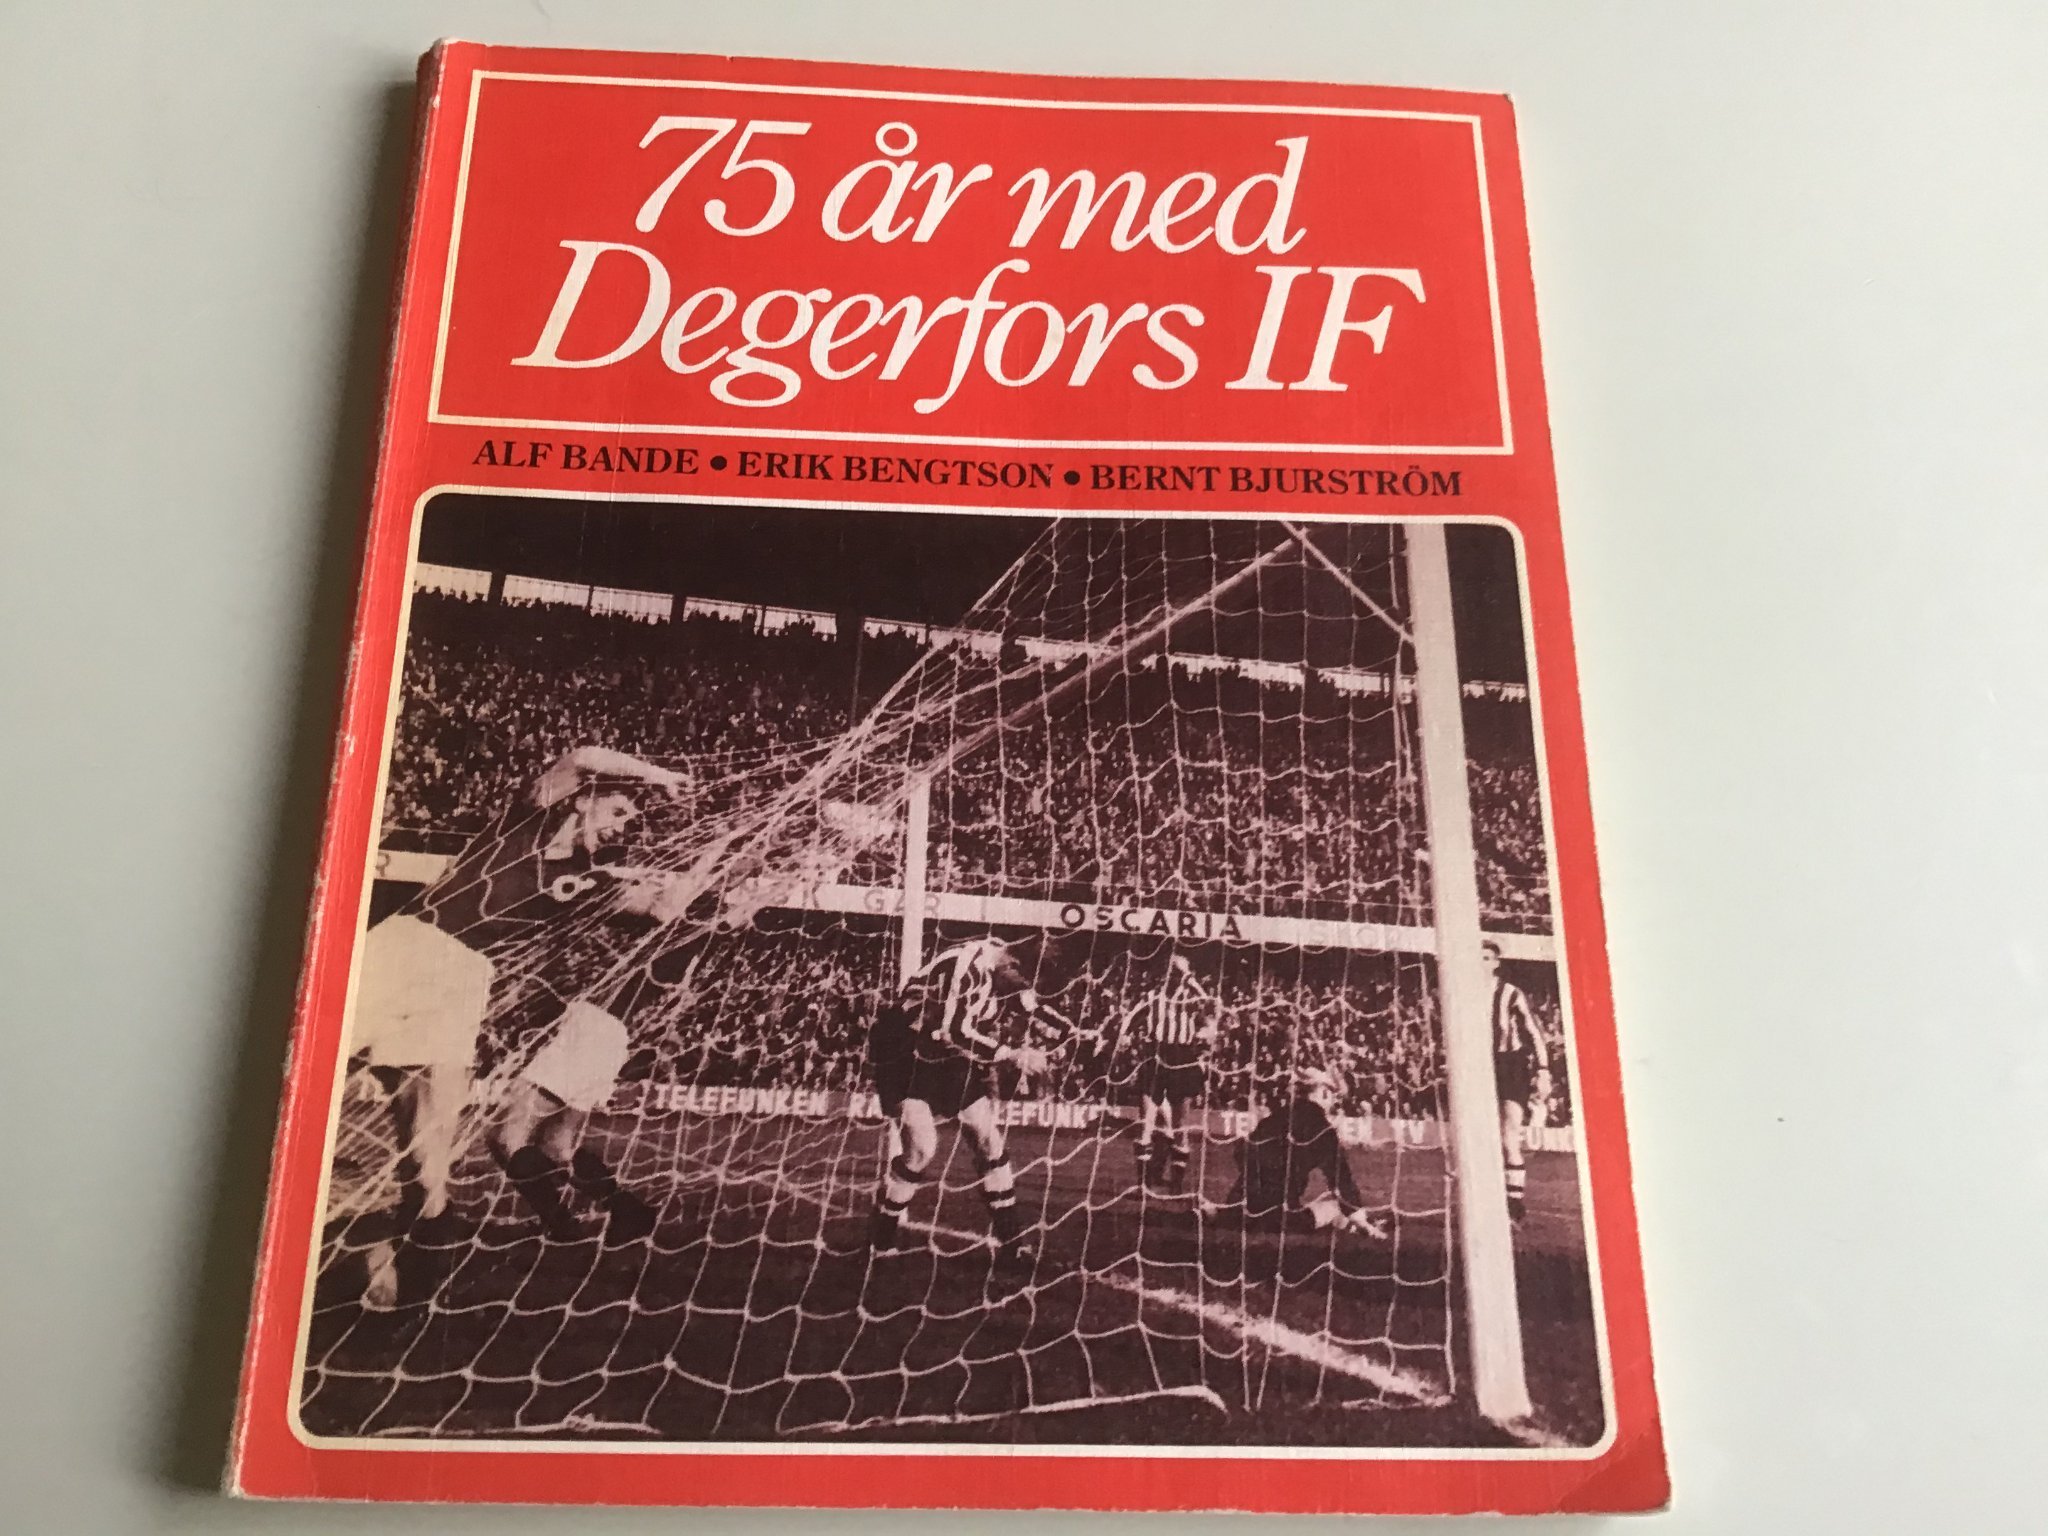 75 år med
Degerfors IF
ALF BANDE • ERIK BENGTSON • BERNT BJURSTRÖM
OSCARIA
TELEFUNKEN